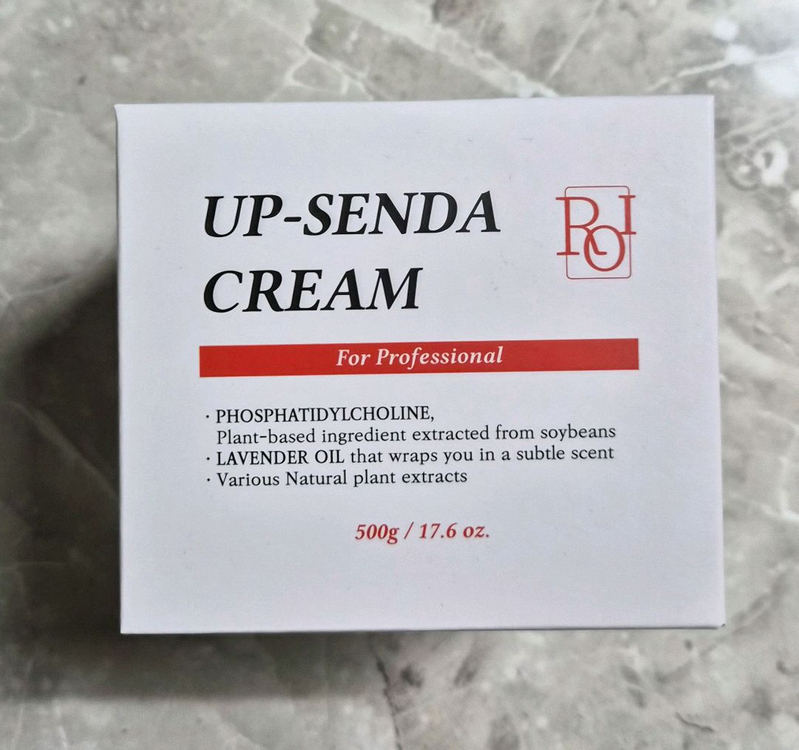 UP-SENDA
CREAM
ROI
For Professional
· PHOSPHATIDYLCHOLINE,
Plant-based ingredient extracted from soybeans
· LAVENDER OIL that wraps you in a subtle scent
· Various Natural plant extracts
500g / 17.6 oz.